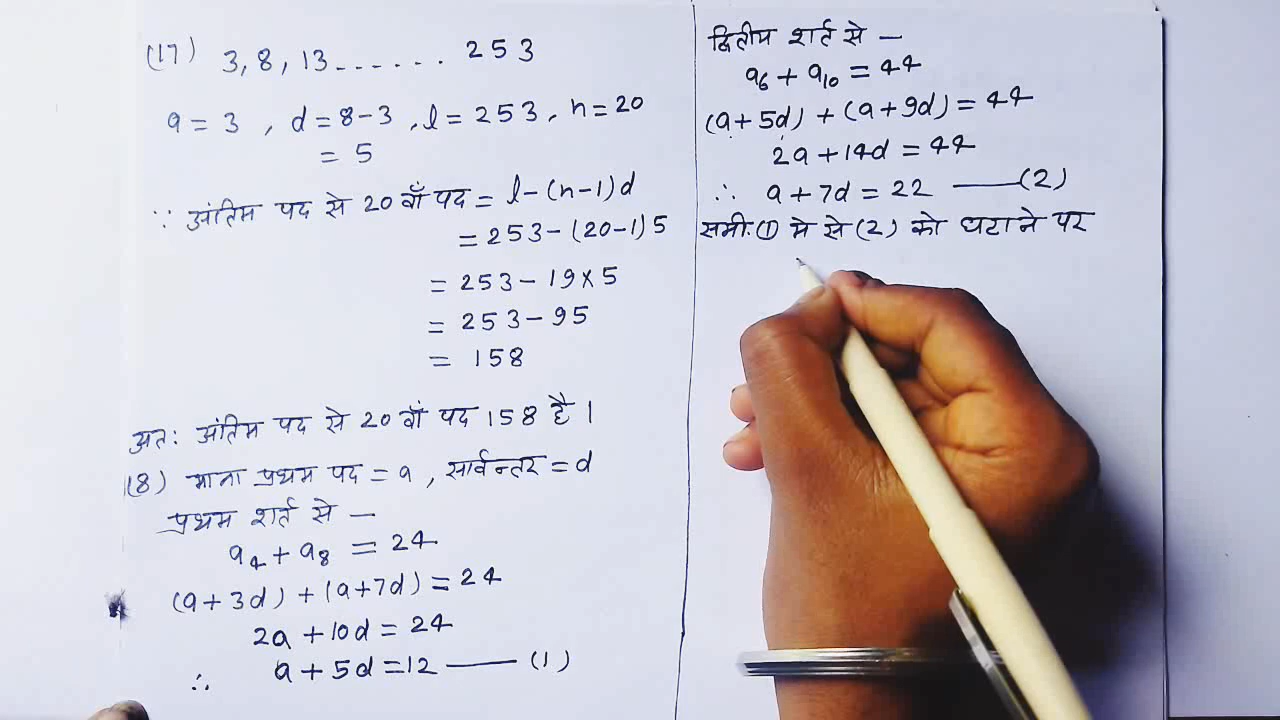 (17) 3, 8, 13 ------ 253
a = 3 , d = 8-3 , l = 253, n = 20
= 5
∵ अंतिम पद से 20 वाँ पद = l - (n-1)d
= 253 - (20-1) 5
= 253 - 19 × 5
= 253 - 95
= 158
अतः अंतिम पद से 20 वाँ पद 158 है ।
(18) माना प्रथम पद = a , सार्वन्तर = d
प्रथम शर्त से -
a₄ + a₈ = 24
(a + 3d) + (a + 7d) = 24
2a + 10d = 24
∴ a + 5d = 12 —— (1)
द्वितीय शर्त से -
a₆ + a₁₀ = 44
(a + 5d) + (a + 9d) = 44
2a + 14d = 44
∴ a + 7d = 22 —— (2)
समी. ① मे से (2) को घटाने पर